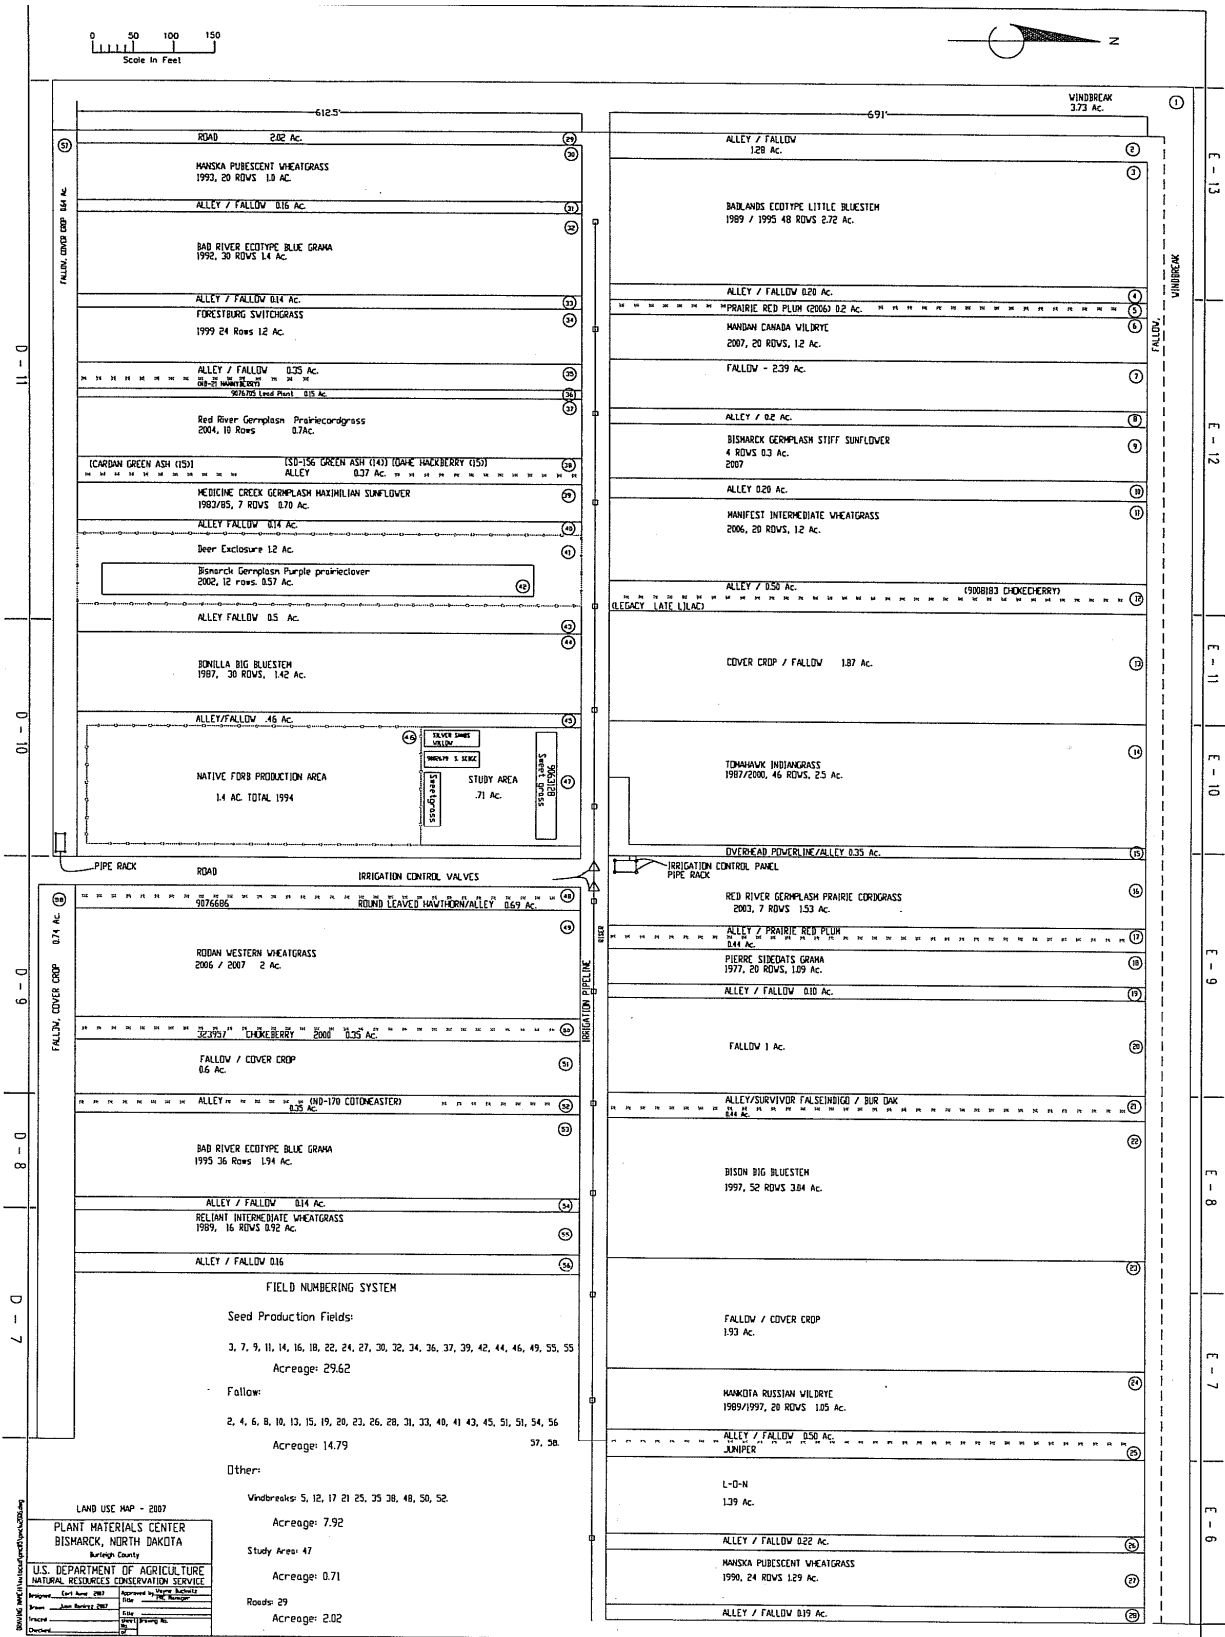 0 50 100 150
Scale In Feet
N
612.5'
691'
WINDBREAK
3.73 Ac.
1
57
FALLOW, COVER CROP 0.64 Ac.
ROAD 2.02 Ac.
29
30
MANSKA PUBESCENT WHEATGRASS
1993, 20 ROWS 1.0 AC.
ALLEY / FALLOW 0.16 Ac.
31
32
BAD RIVER ECOTYPE BLUE GRAMA
1992, 30 ROWS 1.4 Ac.
ALLEY / FALLOW 0.14 Ac.
33
FORESTBURG SWITCHGRASS
34
1999 24 Rows 1.2 Ac.
ALLEY / FALLOW 0.35 Ac.
35
9076705 Lead Plant 0.15 Ac.
36
37
Red River Germplasm Prairiecordgrass
2004, 10 Rows 0.7Ac.
[CARDAN GREEN ASH (15)]
[SD-156 GREEN ASH (14)] [OAHE HACKBERRY (15)]
ALLEY 0.37 Ac.
38
MEDICINE CREEK GERMPLASM MAXIMILIAN SUNFLOWER
1983/85, 7 ROWS 0.70 Ac.
39
ALLEY FALLOW 0.14 Ac.
40
Deer Exclosure 1.2 Ac.
41
Bismarck Germplasm Purple prairieclover
2002, 12 rows. 0.57 Ac.
42
ALLEY FALLOW 0.5 Ac.
43
44
BONILLA BIG BLUESTEM
1987, 30 ROWS, 1.42 Ac.
ALLEY/FALLOW .46 Ac.
45
46
NATIVE FORB PRODUCTION AREA
1.4 AC. TOTAL 1994
SILVER SANDS
WILLOW
Sweetgrass
STUDY AREA
.71 Ac.
9063128
Sweet grass
47
PIPE RACK
ROAD
IRRIGATION CONTROL VALVES
58
FALLOW, COVER CROP 0.74 Ac.
48
9076686 ROUND LEAVED HAWTHORN/ALLEY 0.69 Ac.
49
RODAN WESTERN WHEATGRASS
2006 / 2007 2 Ac.
323957 CHOKEBERRY 2000 0.35 Ac.
50
FALLOW / COVER CROP
0.6 Ac.
51
ALLEY (ND-170 COTONEASTER)
0.35 Ac.
52
53
BAD RIVER ECOTYPE BLUE GRAMA
1995 36 Rows 1.94 Ac.
ALLEY / FALLOW 0.14 Ac.
54
RELIANT INTERMEDIATE WHEATGRASS
1989, 16 ROWS 0.92 Ac.
55
ALLEY / FALLOW 0.16
56
RISER
IRRIGATION PIPELINE
ALLEY / FALLOW
1.28 Ac.
2
3
BADLANDS ECOTYPE LITTLE BLUESTEM
1989 / 1995 48 ROWS 2.72 Ac.
ALLEY / FALLOW 0.20 Ac.
4
PRAIRIE RED PLUM (2006) 0.2 Ac.
5
MANDAN CANADA WILDRYE
6
2007, 20 ROWS, 1.2 Ac.
FALLOW - 2.39 Ac.
7
ALLEY / 0.2 Ac.
8
BISMARCK GERMPLASM STIFF SUNFLOWER
4 ROWS 0.3 Ac.
2007
9
ALLEY 0.20 Ac.
10
MANIFEST INTERMEDIATE WHEATGRASS
2006, 20 ROWS, 1.2 Ac.
11
ALLEY / 0.50 Ac.
(9008183 CHOKECHERRY)
12
(LEGACY LATE LILAC)
COVER CROP / FALLOW 1.87 Ac.
13
14
TOMAHAWK INDIANGRASS
1987/2000, 46 ROWS, 2.5 Ac.
OVERHEAD POWERLINE/ALLEY 0.35 Ac.
15
IRRIGATION CONTROL PANEL
PIPE RACK
16
RED RIVER GERMPLASM PRAIRIE CORDGRASS
2003, 7 ROWS 1.53 Ac.
ALLEY / PRAIRIE RED PLUM
0.44 Ac.
17
PIERRE SIDEOATS GRAMA
1977, 20 ROWS, 1.09 Ac.
18
ALLEY / FALLOW 0.10 Ac.
19
FALLOW 1 Ac.
20
ALLEY/SURVIVOR FALSEINDIGO / BUR OAK
0.44 Ac.
21
22
BISON BIG BLUESTEM
1997, 52 ROWS 3.04 Ac.
23
FALLOW / COVER CROP
1.93 Ac.
24
MANKOTA RUSSIAN WILDRYE
1989/1997, 20 ROWS 1.05 Ac.
ALLEY / FALLOW 0.50 Ac.
JUNIPER
25
L-O-N
1.39 Ac.
ALLEY / FALLOW 0.22 Ac.
26
MANSKA PUBESCENT WHEATGRASS
1990, 24 ROWS 1.29 Ac.
27
ALLEY / FALLOW 0.19 Ac.
28
FALLOW,
WINDBREAK
E - 13
E - 12
E - 11
E - 10
E - 9
E - 8
E - 7
E - 6
D - 11
D - 10
D - 9
D - 8
D - 7
FIELD NUMBERING SYSTEM
Seed Production Fields:
3, 7, 9, 11, 14, 16, 18, 22, 24, 27, 30, 32, 34, 36, 37, 39, 42, 44, 46, 49, 55, 55
Acreage: 29.62
Fallow:
2, 4, 6, 8, 10, 13, 15, 19, 20, 23, 26, 28, 31, 33, 40, 41 43, 45, 51, 51, 54, 56
57, 58.
Acreage: 14.79
Other:
Windbreaks: 5, 12, 17 21 25, 35 38, 48, 50, 52.
Acreage: 7.92
Study Area: 47
Acreage: 0.71
Roads: 29
Acreage: 2.02
LAND USE MAP - 2007
PLANT MATERIALS CENTER
BISMARCK, NORTH DAKOTA
Burleigh County
U.S. DEPARTMENT OF AGRICULTURE
NATURAL RESOURCES CONSERVATION SERVICE